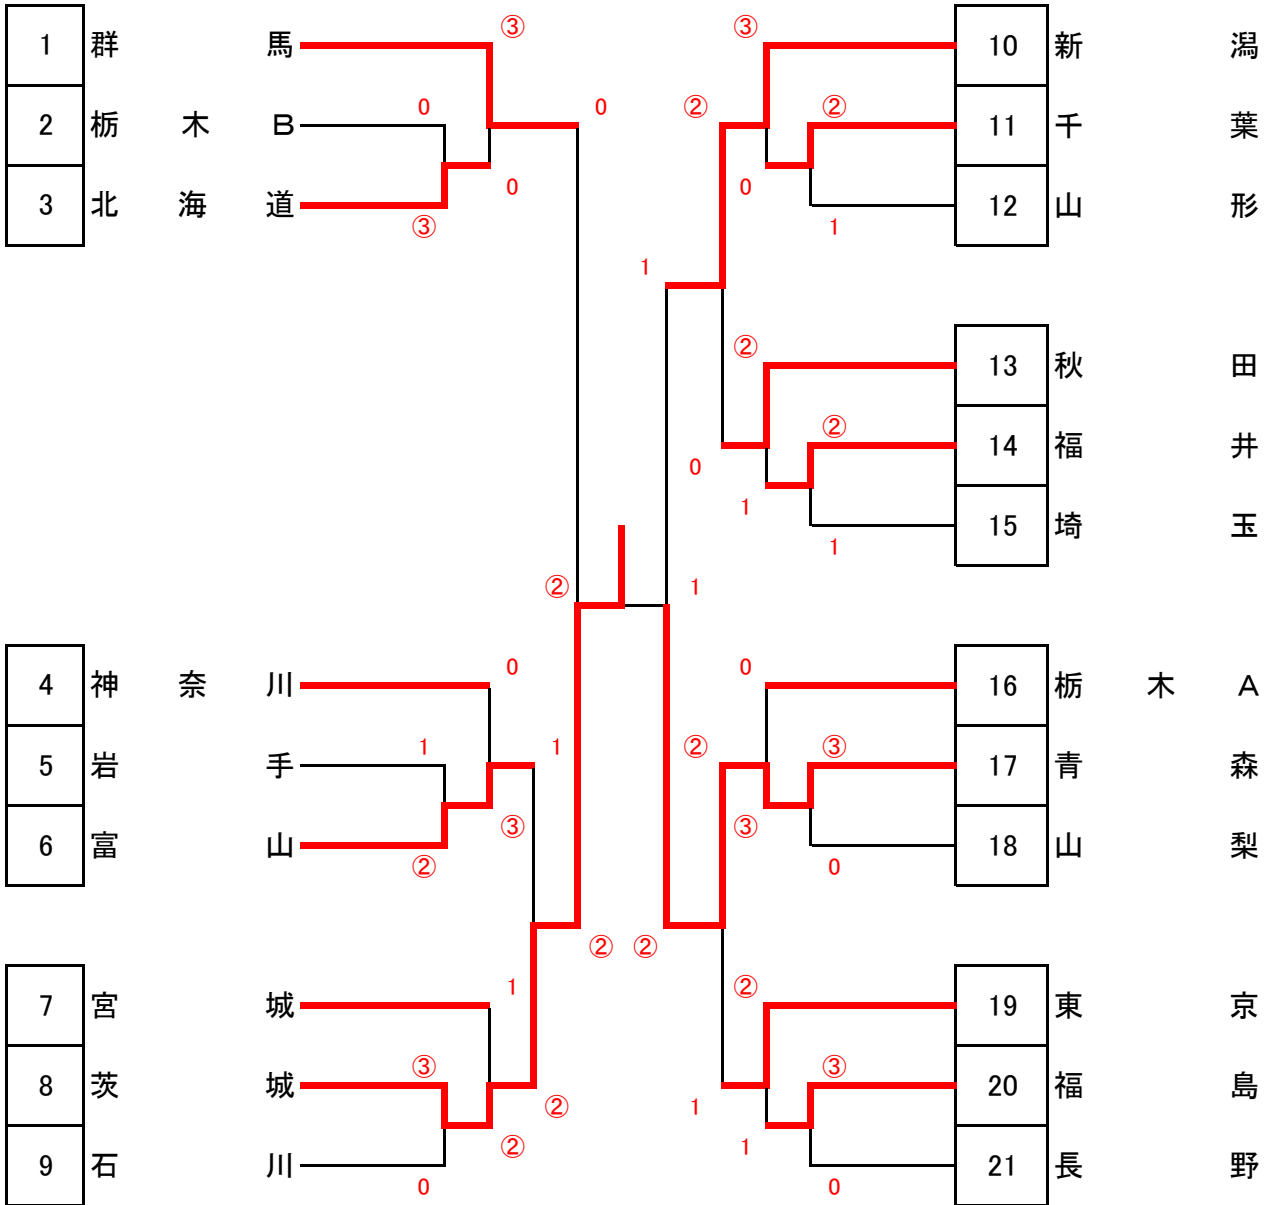 ③ ③
1 群馬 10 新潟
0 0 ② ②
2 栃木B 11 千葉
0 0
3 北海道 12 山形
③ 1
1
②
13 秋田
②
14 福井
0
1
15 埼玉
1
② 1
0 0
4 神奈川 16 栃木A
1 1 ② ③
5 岩手 17 青森
③ ③
6 富山 18 山梨
② 0
② ②
1 ②
7 宮城 19 東京
③ ③
8 茨城 20 福島
② 1
② 1
9 石川 21 長野
0 0